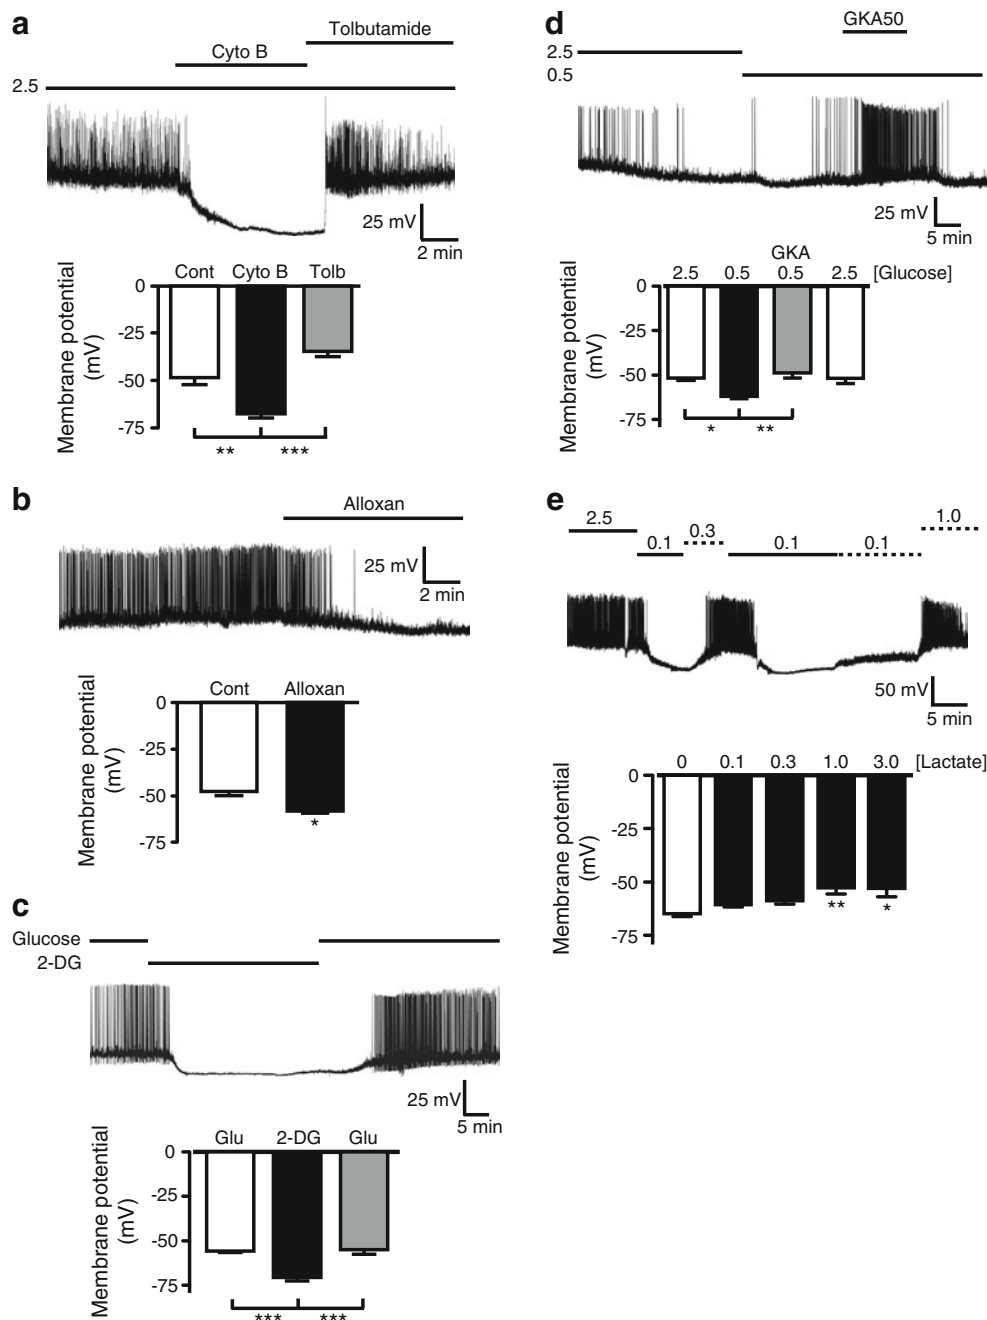 a
Tolbutamide
Cyto B
2.5
25 mV
2 min
Cont Cyto B Tolb
0
-25
-50
-75
Membrane potential
(mV)
** ***
b
Alloxan
25 mV
2 min
Cont Alloxan
0
-25
-50
-75
Membrane potential
(mV)
*
c
Glucose
2-DG
25 mV
5 min
Glu 2-DG Glu
0
-25
-50
-75
Membrane potential
(mV)
*** ***
d
GKA50
2.5
0.5
25 mV
5 min
GKA
2.5 0.5 0.5 2.5 [Glucose]
0
-25
-50
-75
Membrane potential
(mV)
* **
e
2.5 0.1 0.3 0.1 0.1 1.0
50 mV
5 min
0 0.1 0.3 1.0 3.0 [Lactate]
0
-25
-50
-75
Membrane potential
(mV)
** *